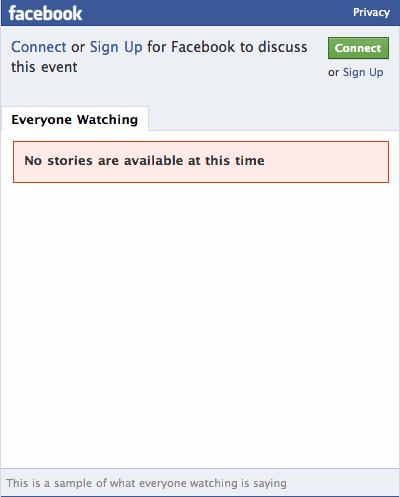 facebook Privacy
Connect or Sign Up for Facebook to discuss
this event
Connect
or Sign Up
Everyone Watching
No stories are available at this time
This is a sample of what everyone watching is saying